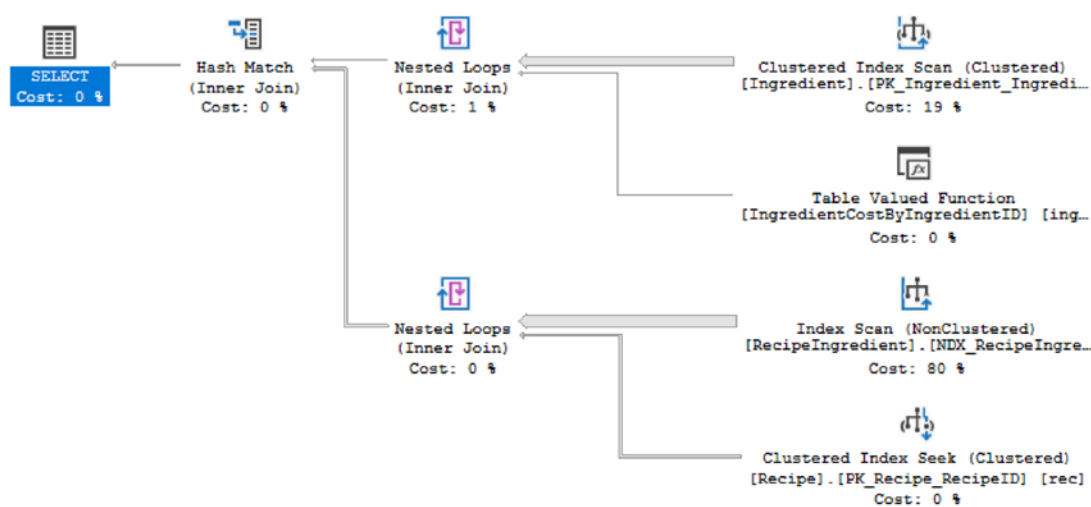 SELECT
Cost: 0 %
Hash Match
(Inner Join)
Cost: 0 %
Nested Loops
(Inner Join)
Cost: 1 %
Clustered Index Scan (Clustered)
[Ingredient].[PK_Ingredient_Ingredi…
Cost: 19 %
Table Valued Function
[IngredientCostByIngredientID] [ing…
Cost: 0 %
Nested Loops
(Inner Join)
Cost: 0 %
Index Scan (NonClustered)
[RecipeIngredient].[NDX_RecipeIngre…
Cost: 80 %
Clustered Index Seek (Clustered)
[Recipe].[PK_Recipe_RecipeID] [rec]
Cost: 0 %